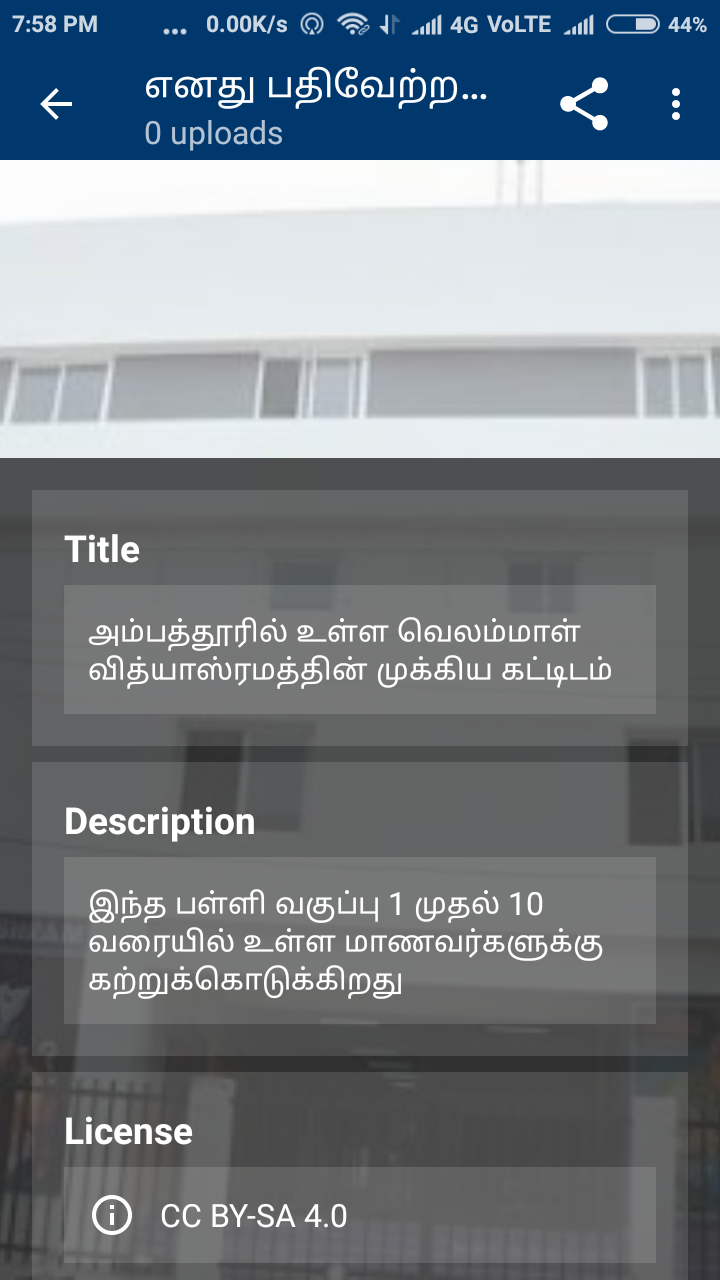 7:58 PM ... 0.00K/s 4G VoLTE 44%
எனது பதிவேற்ற...
0 uploads
Title
அம்பத்தூரில் உள்ள வெலம்மாள்
வித்யாஸ்ரமத்தின் முக்கிய கட்டிடம்
Description
இந்த பள்ளி வகுப்பு 1 முதல் 10
வரையில் உள்ள மாணவர்களுக்கு
கற்றுக்கொடுக்கிறது
License
CC BY-SA 4.0